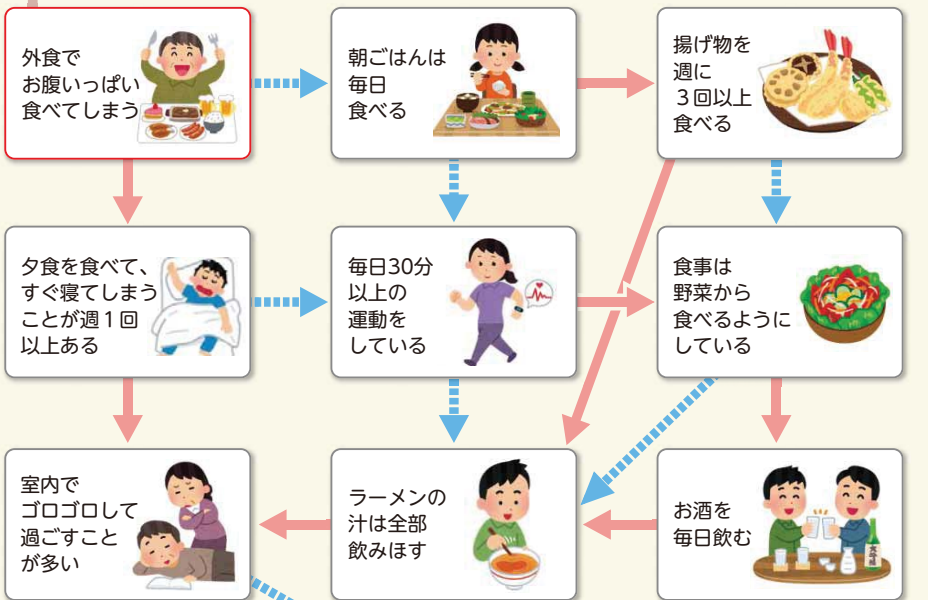 外食で
お腹いっぱい
食べてしまう
朝ごはんは
毎日
食べる
揚げ物を
週に
３回以上
食べる
夕食を食べて、
すぐ寝てしまう
ことが週１回
以上ある
毎日30分
以上の
運動を
している
食事は
野菜から
食べるように
している
室内で
ゴロゴロして
過ごすこと
が多い
ラーメンの
汁は全部
飲みほす
お酒を
毎日飲む
大吟醸